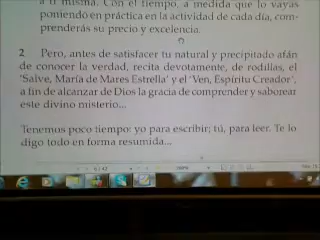 a ti misma. Con el tiempo, a medida que lo vayas
poniendo en práctica en la actividad de cada día, com-
prenderás su precio y excelencia.
2 Pero, antes de satisfacer tu natural y precipitado afán
de conocer la verdad, recita devotamente, de rodillas, el
'Salve, María de Mares Estrella' y el 'Ven, Espíritu Creador',
a fin de alcanzar de Dios la gracia de comprender y saborear
este divino misterio...
Tenemos poco tiempo: yo para escribir; tú, para leer. Te lo
digo todo en forma resumida...